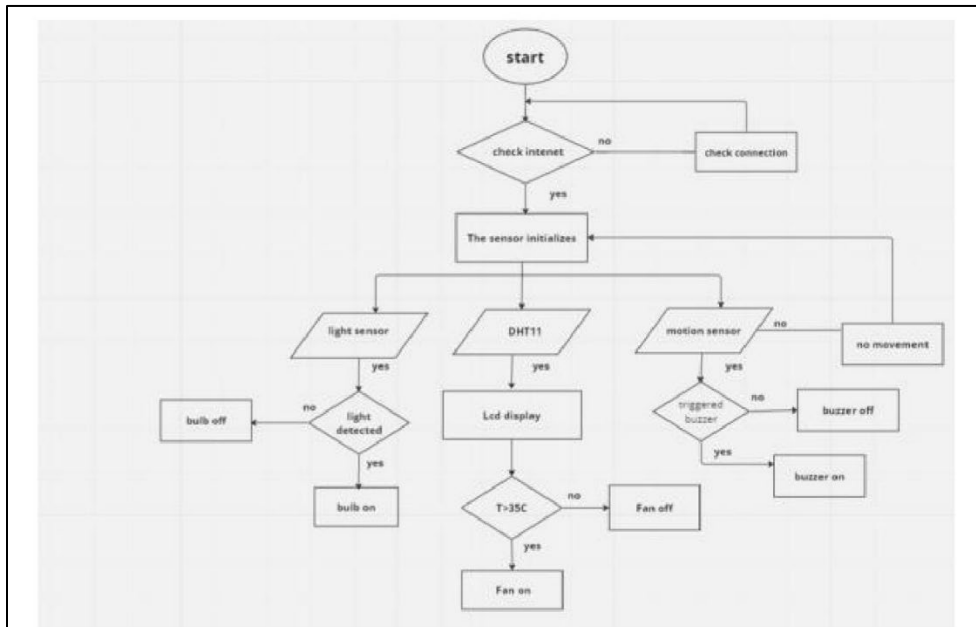 start
check intenet
no
check connection
yes
The sensor initializes
light sensor
DHT11
motion sensor
no
no movement
yes
yes
yes
bulb off
no
light
detected
Lcd display
triggered
buzzer
no
buzzer off
yes
yes
buzzer on
bulb on
T>35C
no
Fan off
yes
Fan on